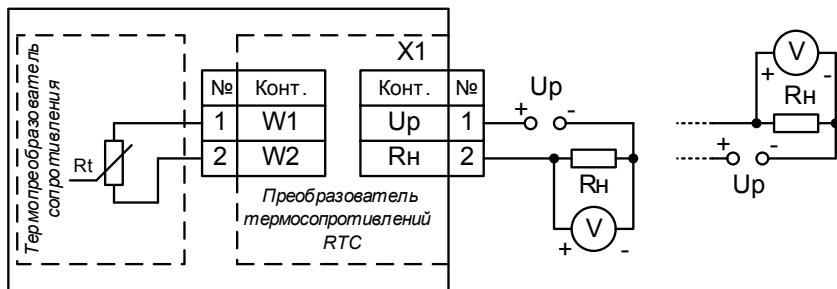 Термопреобразователь
сопротивления
Rt
№ Конт.
1 W1
2 W2
X1
Конт. №
Up 1
Rн 2
Преобразователь
термосопротивлений
RTC
Up
+ -
Rн
V
+ -
V
+ -
Rн
+ -
Up